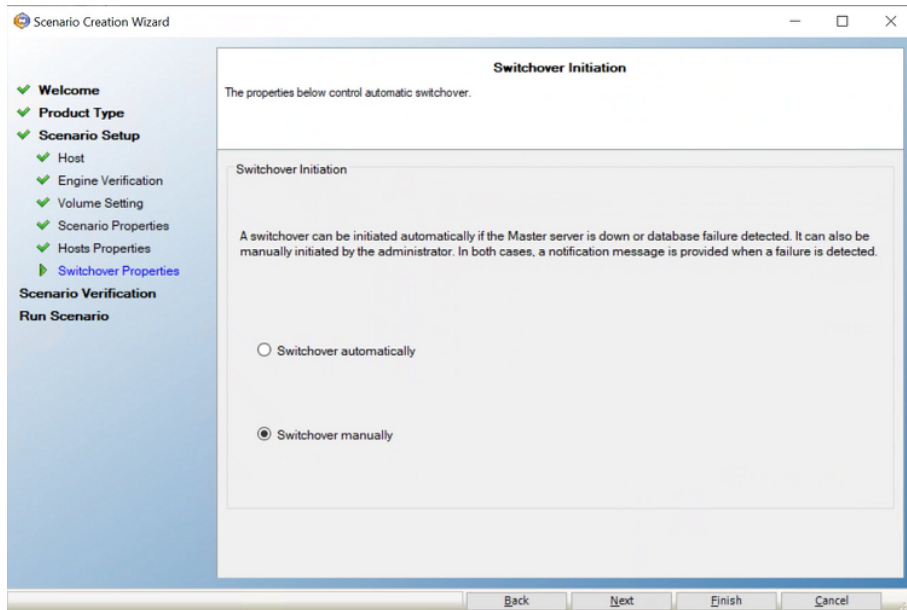 Scenario Creation Wizard
Switchover Initiation
The properties below control automatic switchover.
Welcome
Product Type
Scenario Setup
Host
Engine Verification
Volume Setting
Scenario Properties
Hosts Properties
Switchover Properties
Scenario Verification
Run Scenario
Switchover Initiation
A switchover can be initiated automatically if the Master server is down or database failure detected. It can also be
manually initiated by the administrator. In both cases, a notification message is provided when a failure is detected.
Switchover automatically
Switchover manually
Back Next Finish Cancel